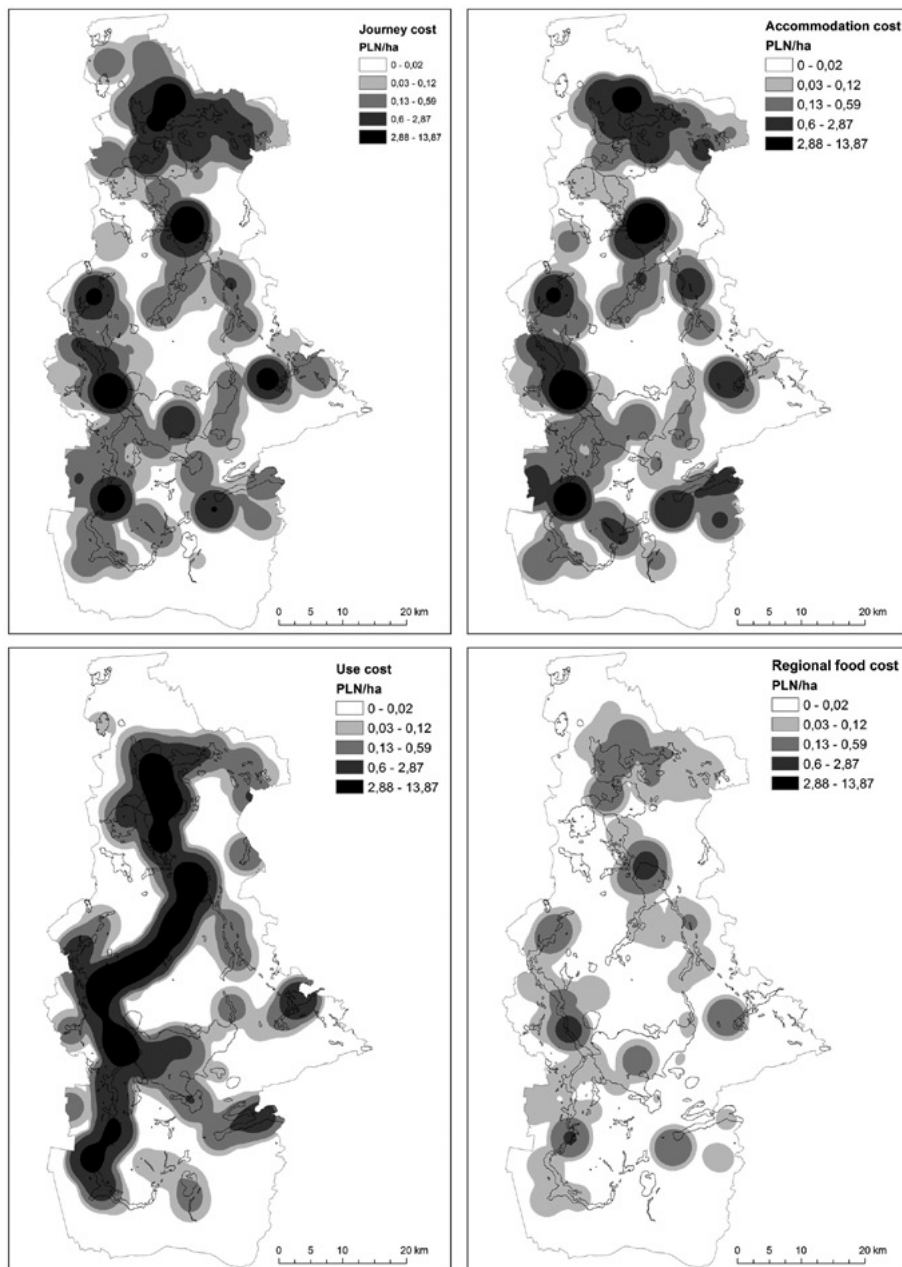 Journey cost
PLN/ha
0 - 0,02
0,03 - 0,12
0,13 - 0,59
0,6 - 2,87
2,88 - 13,87
0 5 10 20 km
Accommodation cost
PLN/ha
0 - 0,02
0,03 - 0,12
0,13 - 0,59
0,6 - 2,87
2,88 - 13,87
0 5 10 20 km
Use cost
PLN/ha
0 - 0,02
0,03 - 0,12
0,13 - 0,59
0,6 - 2,87
2,88 - 13,87
0 5 10 20 km
Regional food cost
PLN/ha
0 - 0,02
0,03 - 0,12
0,13 - 0,59
0,6 - 2,87
2,88 - 13,87
0 5 10 20 km